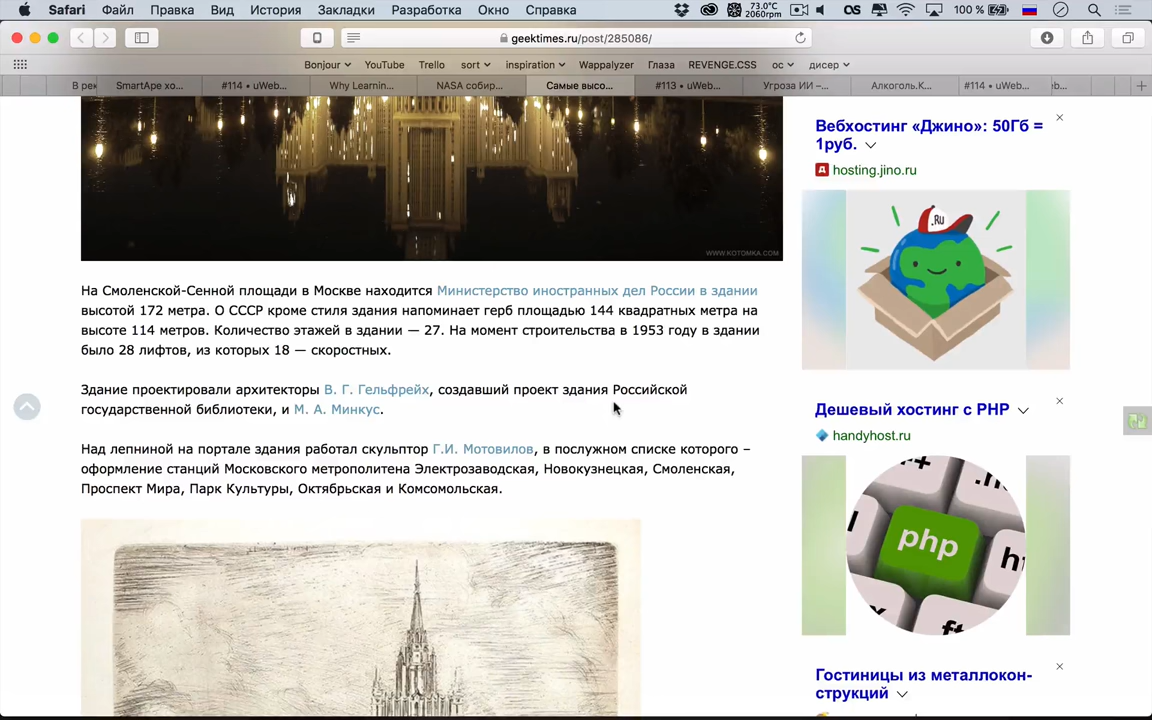 Safari Файл Правка Вид История Закладки Разработка Окно Справка
73.0°C
2060rpm
100 %
geektimes.ru/post/285086/
Bonjour YouTube Trello sort inspiration Wappalyzer Глаза REVENGE.CSS ос дисер
В рек SmartApe хо... #114 • uWeb... Why Learnin... NASA собир... Самые высо... #113 • uWeb... Угроза ИИ –... Алкоголь.К... #114 • uWeb... eb...
WWW.KOTOMKA.COM
На Смоленской-Сенной площади в Москве находится Министерство иностранных дел России в здании
высотой 172 метра. О СССР кроме стиля здания напоминает герб площадью 144 квадратных метра на
высоте 114 метров. Количество этажей в здании — 27. На момент строительства в 1953 году в здании
было 28 лифтов, из которых 18 — скоростных.
Здание проектировали архитекторы В. Г. Гельфрейх, создавший проект здания Российской
государственной библиотеки, и М. А. Минкус.
Над лепниной на портале здания работал скульптор Г.И. Мотовилов, в послужном списке которого –
оформление станций Московского метрополитена Электрозаводская, Новокузнецкая, Смоленская,
Проспект Мира, Парк Культуры, Октябрьская и Комсомольская.
Вебхостинг «Джино»: 50Гб =
1руб.
hosting.jino.ru
.RU
Дешевый хостинг с PHP
handyhost.ru
php
Гостиницы из металлокон-
струкций